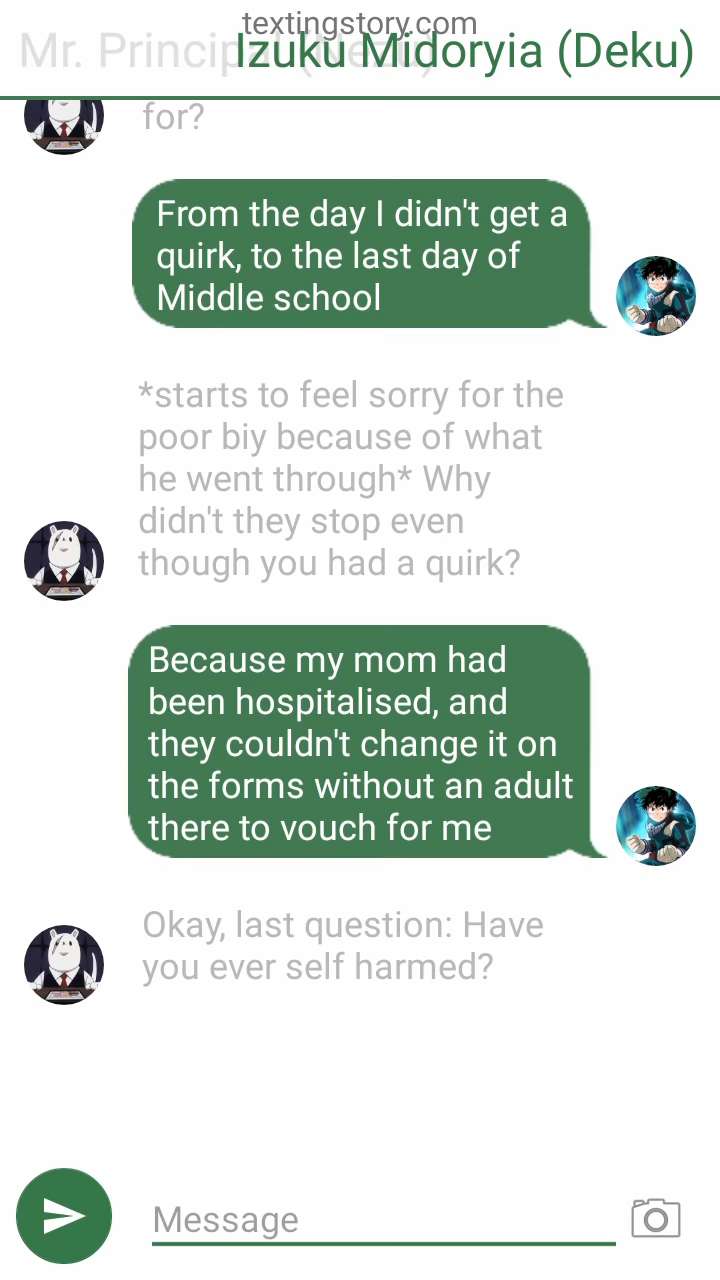 textingstory.com
Mr. Principal (Nezu)
Izuku Midoryia (Deku)
for?
From the day I didn't get a
quirk, to the last day of
Middle school
*starts to feel sorry for the
poor biy because of what
he went through* Why
didn't they stop even
though you had a quirk?
Because my mom had
been hospitalised, and
they couldn't change it on
the forms without an adult
there to vouch for me
Okay, last question: Have
you ever self harmed?
Message